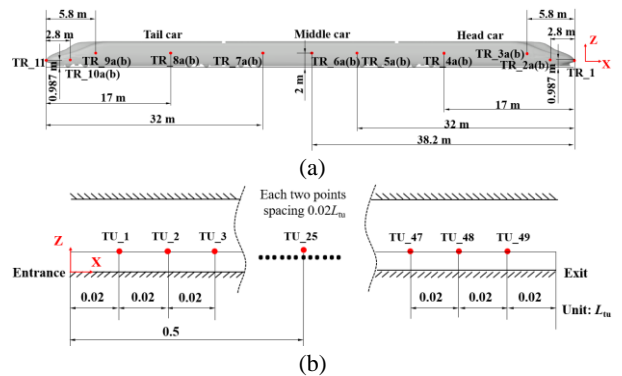 5.8 m
5.8 m
2.8 m
Tail car
Middle car
Head car
2.8 m
Z
X
TR_11
TR_10a(b)
TR_9a(b)
TR_8a(b)
TR_7a(b)
TR_6a(b)
TR_5a(b)
TR_4a(b)
TR_3a(b)
TR_2a(b)
TR_1
0.987 m
17 m
32 m
2 m
17 m
0.987 m
32 m
38.2 m
(a)
Each two points
spacing 0.02Ltu
TU_1
TU_2
TU_3
TU_25
TU_47
TU_48
TU_49
Z
X
Entrance
Exit
0.02
0.02
0.02
0.02
0.02
0.02
Unit: Ltu
0.5
(b)